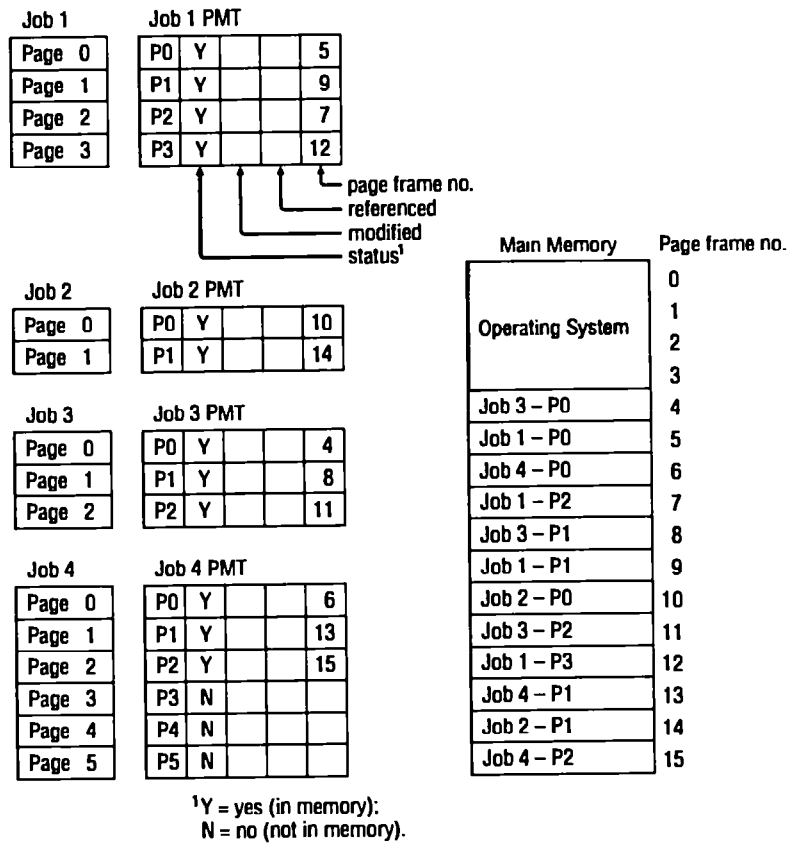 Job 1 Job 1 PMT
Page 0 P0 Y 5
Page 1 P1 Y 9
Page 2 P2 Y 7
Page 3 P3 Y 12
page frame no.
referenced
modified
status¹
Job 2 Job 2 PMT
Page 0 P0 Y 10
Page 1 P1 Y 14
Job 3 Job 3 PMT
Page 0 P0 Y 4
Page 1 P1 Y 8
Page 2 P2 Y 11
Job 4 Job 4 PMT
Page 0 P0 Y 6
Page 1 P1 Y 13
Page 2 P2 Y 15
Page 3 P3 N
Page 4 P4 N
Page 5 P5 N
¹Y = yes (in memory);
N = no (not in memory).
Main Memory Page frame no.
0
1
Operating System
2
3
Job 3 – P0 4
Job 1 – P0 5
Job 4 – P0 6
Job 1 – P2 7
Job 3 – P1 8
Job 1 – P1 9
Job 2 – P0 10
Job 3 – P2 11
Job 1 – P3 12
Job 4 – P1 13
Job 2 – P1 14
Job 4 – P2 15